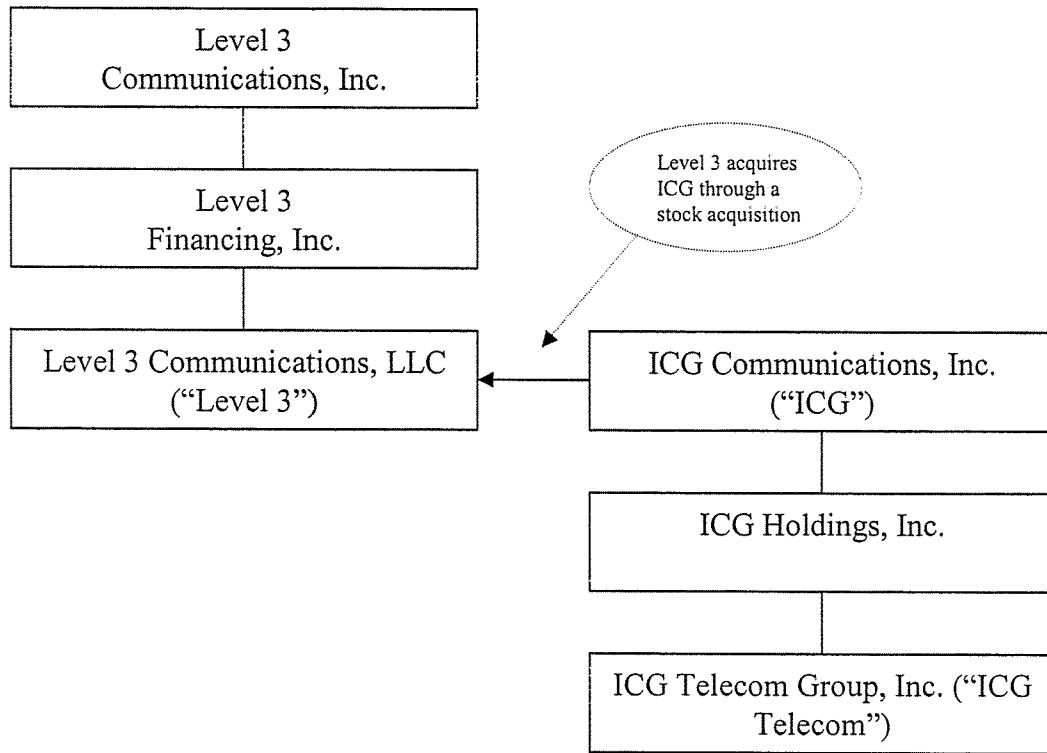 Level 3
Communications, Inc.
Level 3
Financing, Inc.
Level 3 acquires
ICG through a
stock acquisition
Level 3 Communications, LLC
(“Level 3”)
ICG Communications, Inc.
(“ICG”)
ICG Holdings, Inc.
ICG Telecom Group, Inc. (“ICG
Telecom”)